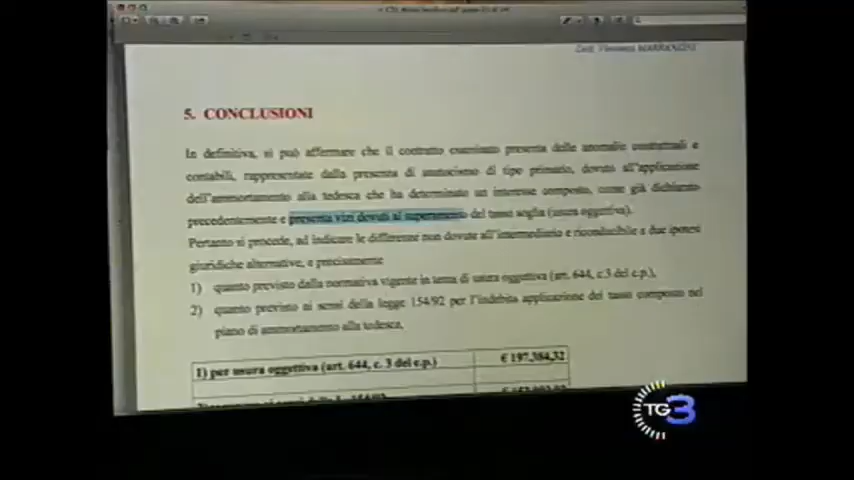 5. CONCLUSIONI
In definitiva, si può affermare che il contratto esaminato presenta delle anomalie contrattuali e
contabili, rappresentate dalla presenza di anatocismo di tipo primario, dovuto all'applicazione
dell'ammortamento alla tedesca che ha determinato un interesse composto, come già dichiarato
precedentemente e presenta vizi dovuti al superamento del tasso soglia (usura oggettiva).
Pertanto si procede, ad indicare le differenze non dovute all'intermediario e riconducibile a due ipotesi
giuridiche alternative, e precisamente
1) quanto previsto dalla normativa vigente in tema di usura oggettiva (art. 644, c.3 del c.p.),
2) quanto previsto ai sensi della legge 154/92 per l'indebita applicazione del tasso composto nel
piano di ammortamento alla tedesca,
1) per usura oggettiva (art. 644, c. 3 del c.p.) € 197,384,32
TG3